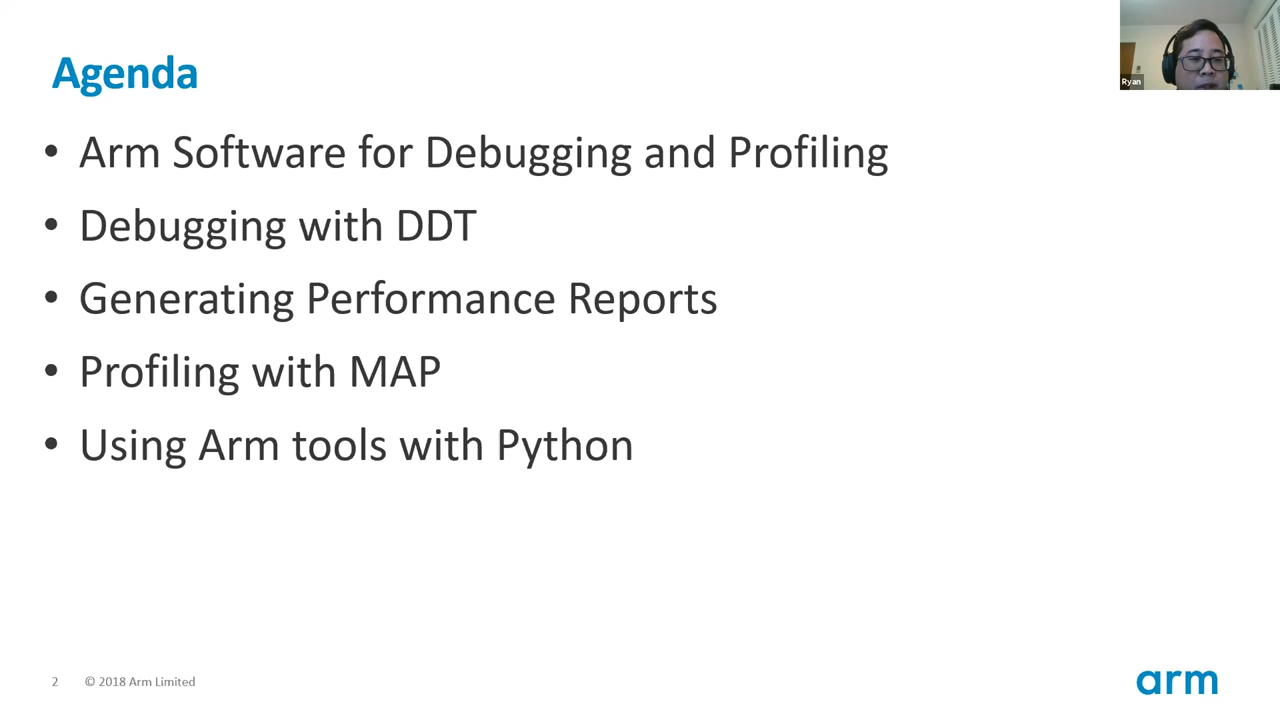 Agenda
Ryan
• Arm Software for Debugging and Profiling
• Debugging with DDT
• Generating Performance Reports
• Profiling with MAP
• Using Arm tools with Python
2 © 2018 Arm Limited
arm